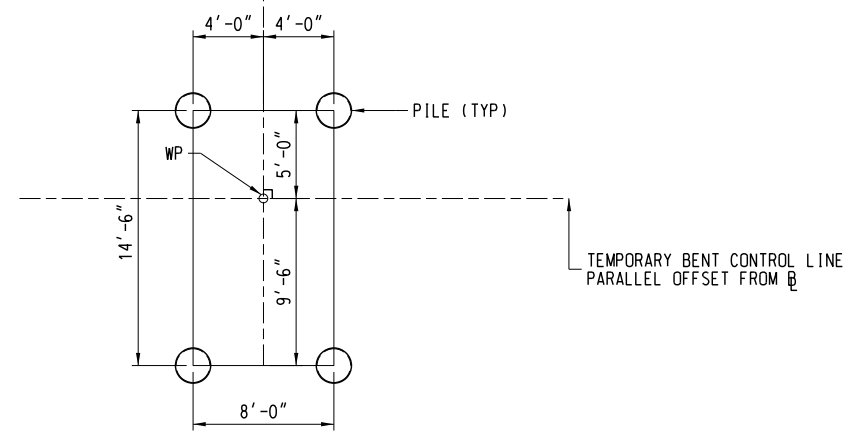 4'-0" 4'-0"
PILE (TYP)
WP
5'-0"
14'-6"
9'-6"
TEMPORARY BENT CONTROL LINE
PARALLEL OFFSET FROM BL
8'-0"